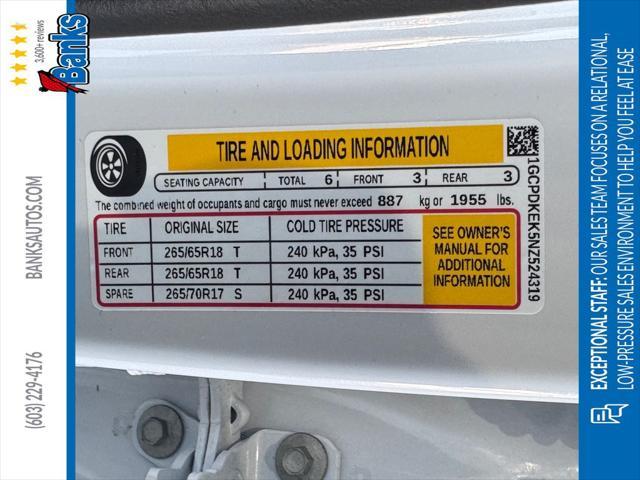 3,600+ reviews
Banks
BANKSAUTOS.COM
(603) 229-4176
TIRE AND LOADING INFORMATION
SEATING CAPACITY TOTAL 6 FRONT 3 REAR 3
The combined weight of occupants and cargo must never exceed 887 kg or 1955 lbs.
TIRE ORIGINAL SIZE COLD TIRE PRESSURE
FRONT 265/65R18 T 240 kPa, 35 PSI
REAR 265/65R18 T 240 kPa, 35 PSI
SPARE 265/70R17 S 240 kPa, 35 PSI
SEE OWNER'S
MANUAL FOR
ADDITIONAL
INFORMATION
1GCPDKEK5NZ524319
EXCEPTIONAL STAFF: OUR SALES TEAM FOCUSES ON A RELATIONAL,
LOW-PRESSURE SALES ENVIRONMENT TO HELP YOU FEEL AT EASE